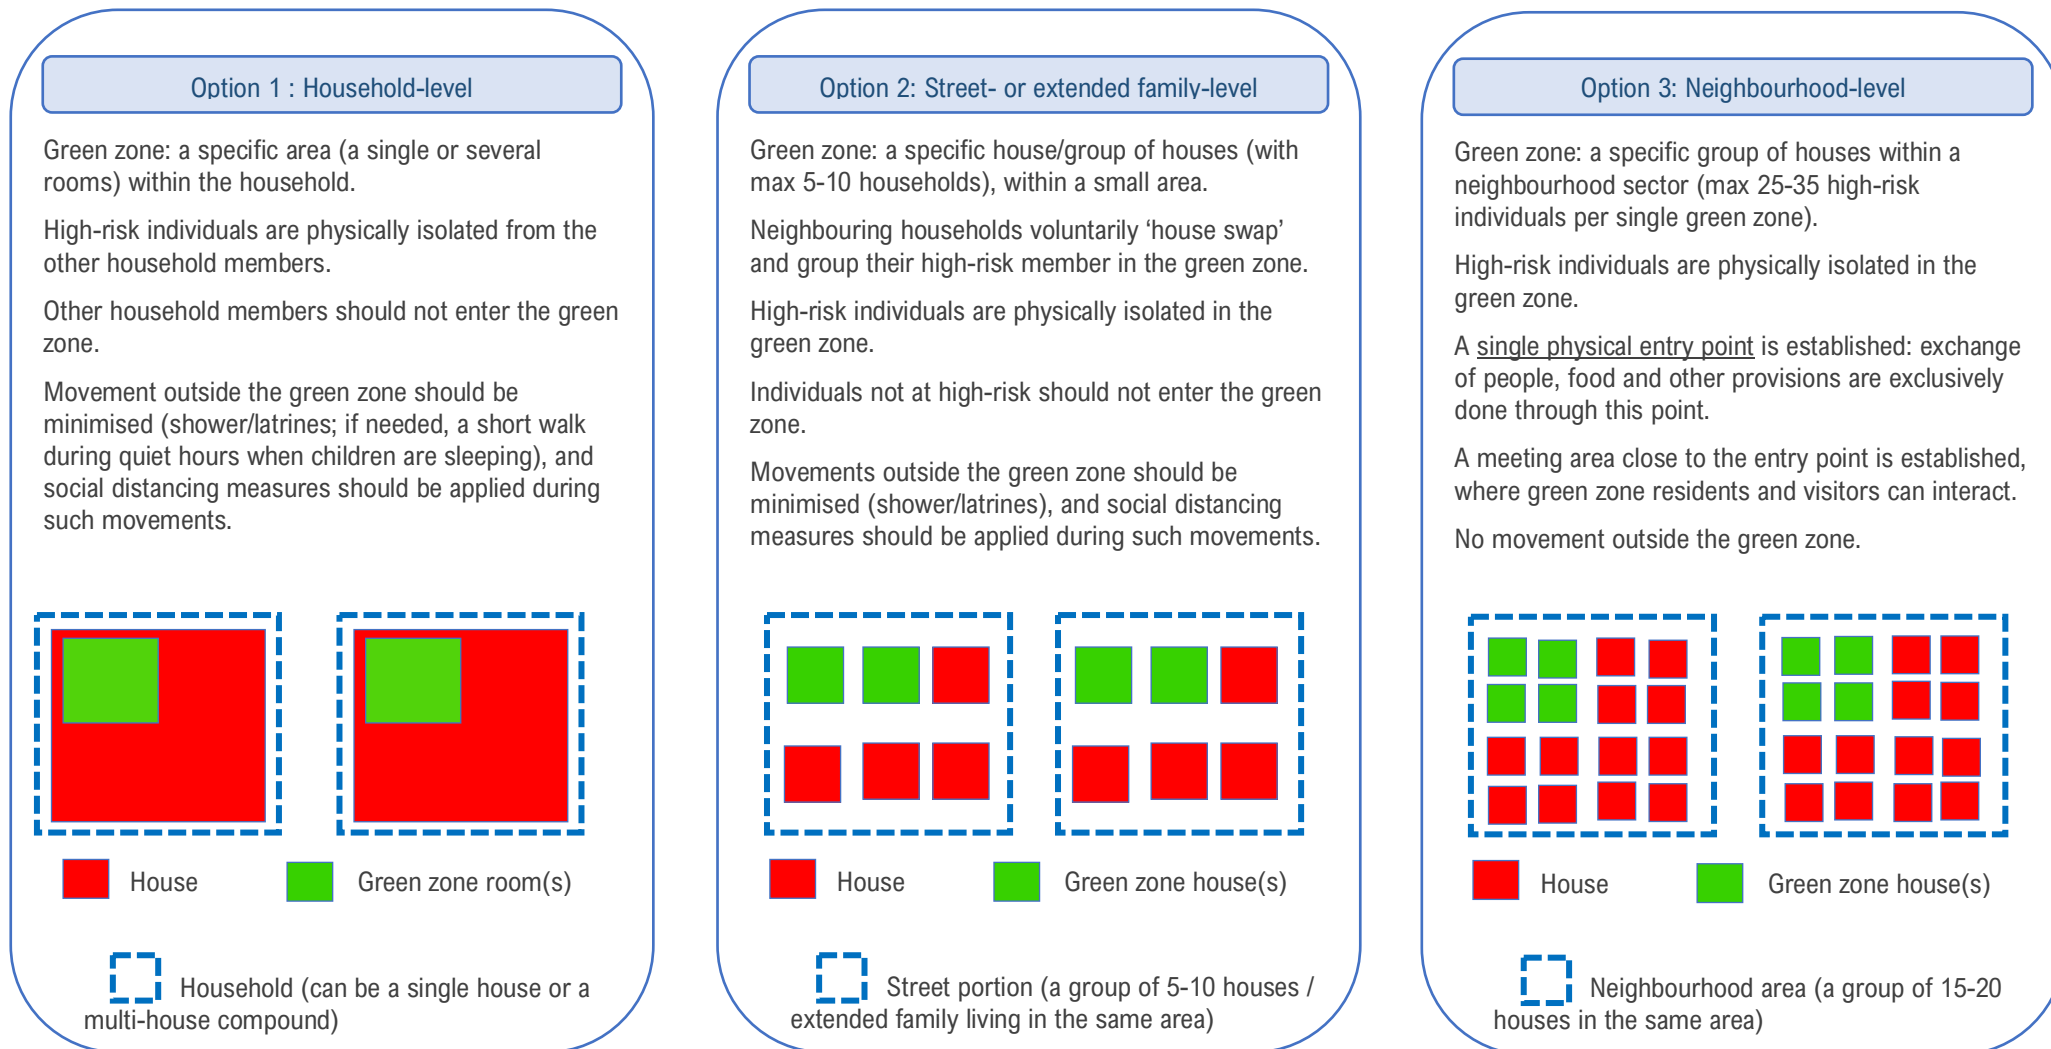 Option 1 : Household-level
Green zone: a specific area (a single or several
rooms) within the household.
High-risk individuals are physically isolated from the
other household members.
Other household members should not enter the green
zone.
Movement outside the green zone should be
minimised (shower/latrines; if needed, a short walk
during quiet hours when children are sleeping), and
social distancing measures should be applied during
such movements.
House
Green zone room(s)
Household (can be a single house or a
multi-house compound)
Option 2: Street- or extended family-level
Green zone: a specific house/group of houses (with
max 5-10 households), within a small area.
Neighbouring households voluntarily ‘house swap’
and group their high-risk member in the green zone.
High-risk individuals are physically isolated in the
green zone.
Individuals not at high-risk should not enter the green
zone.
Movements outside the green zone should be
minimised (shower/latrines), and social distancing
measures should be applied during such movements.
House
Green zone house(s)
Street portion (a group of 5-10 houses /
extended family living in the same area)
Option 3: Neighbourhood-level
Green zone: a specific group of houses within a
neighbourhood sector (max 25-35 high-risk
individuals per single green zone).
High-risk individuals are physically isolated in the
green zone.
A single physical entry point is established: exchange
of people, food and other provisions are exclusively
done through this point.
A meeting area close to the entry point is established,
where green zone residents and visitors can interact.
No movement outside the green zone.
House
Green zone house(s)
Neighbourhood area (a group of 15-20
houses in the same area)